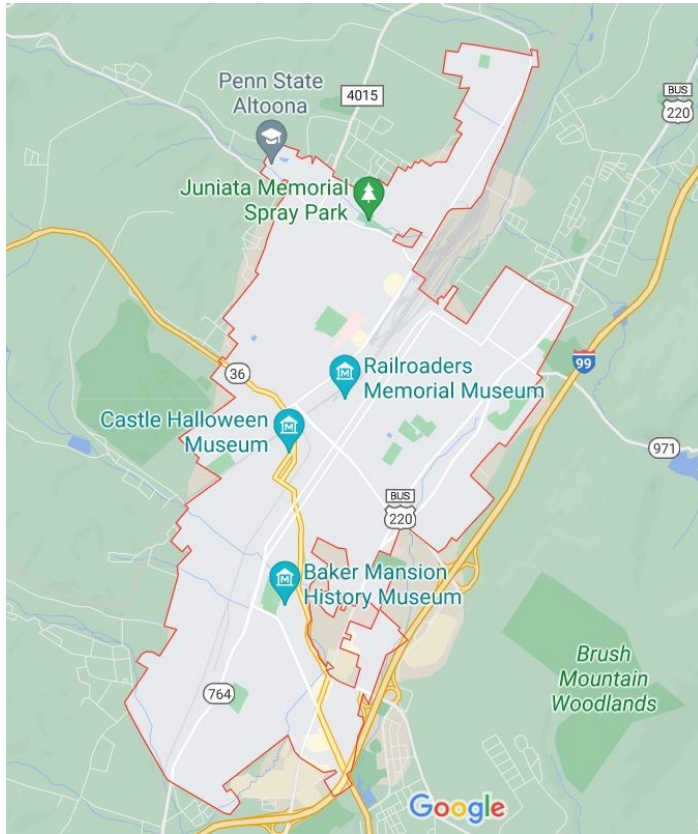 Penn State
Altoona
4015
BUS
220
Juniata Memorial
Spray Park
99
36
Railroaders
Memorial Museum
M
Castle Halloween
Museum
M
971
BUS
220
Baker Mansion
History Museum
M
Brush
Mountain
Woodlands
764
Google